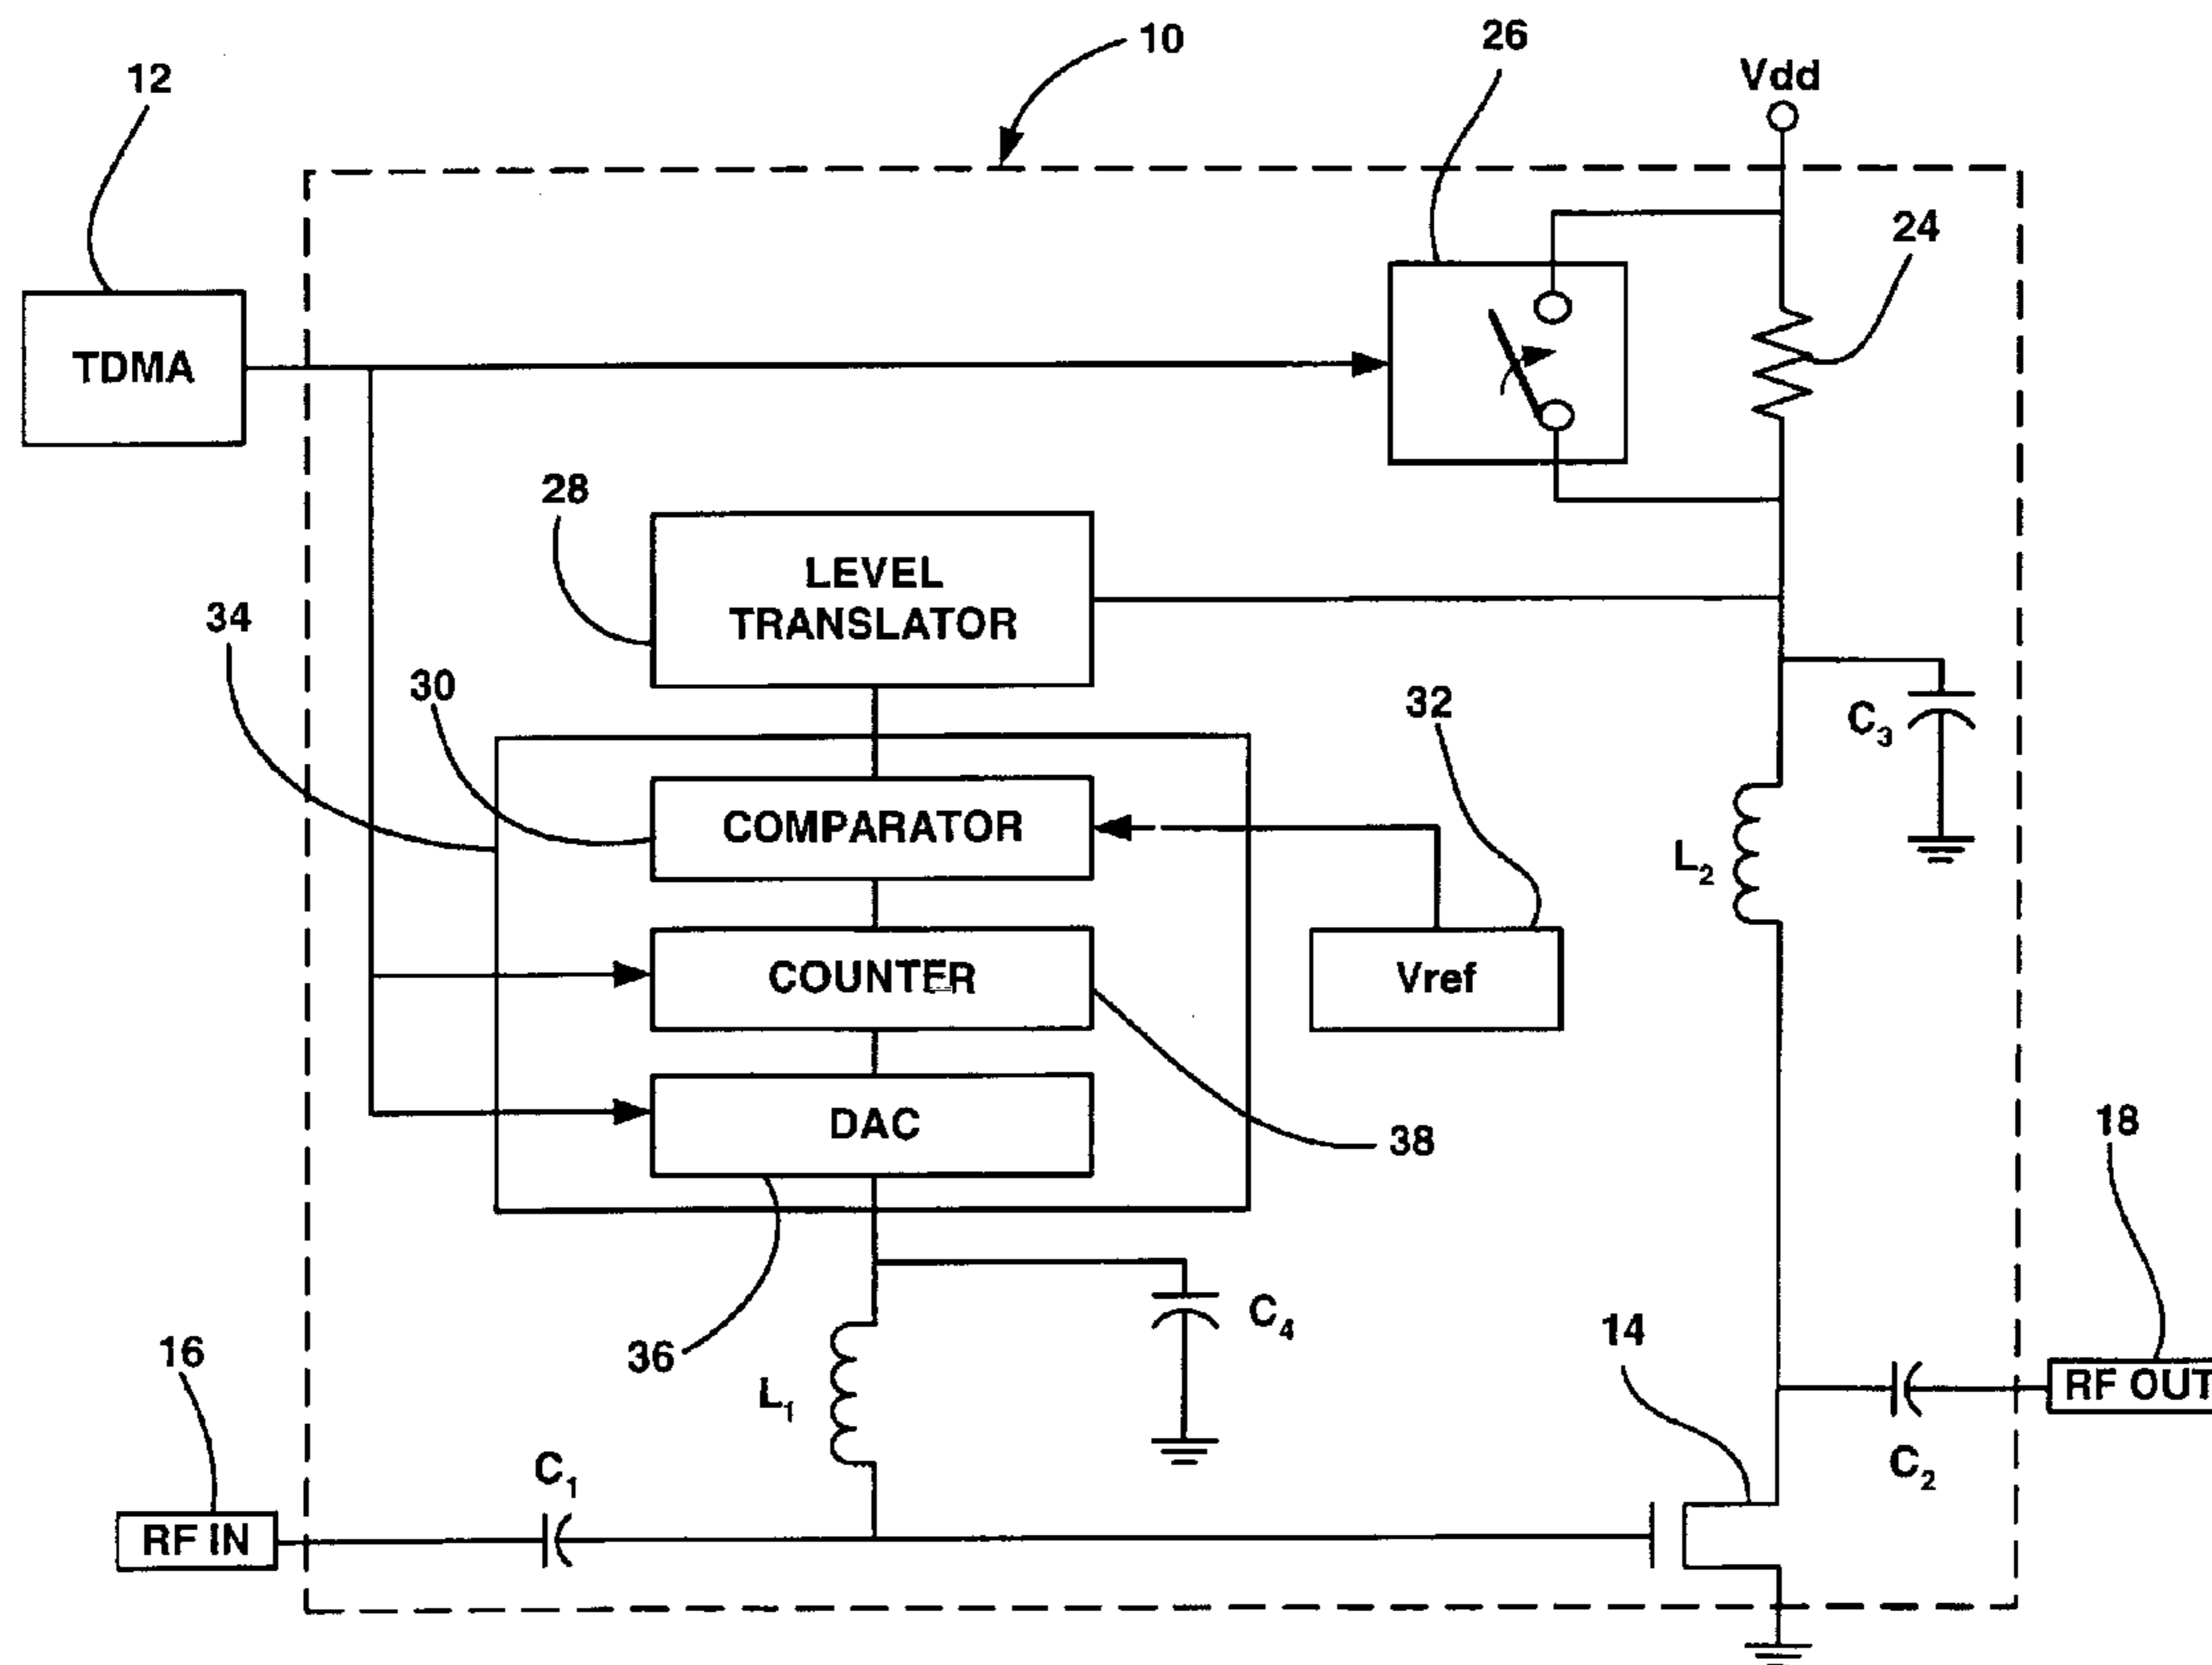 10
26
12
Vdd
24
TDMA
28
LEVEL
TRANSLATOR
34
30
32
C3
COMPARATOR
L2
COUNTER
Vref
DAC
38
18
C4
14
36
16
L1
RF OUT
C1
C2
RF IN